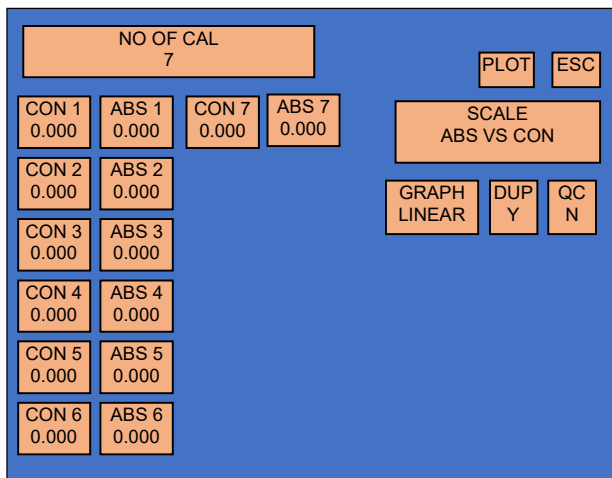 NO OF CAL
7
PLOT
ESC
CON 1
0.000
ABS 1
0.000
CON 7
0.000
ABS 7
0.000
SCALE
ABS VS CON
CON 2
0.000
ABS 2
0.000
GRAPH
LINEAR
DUP
Y
QC
N
CON 3
0.000
ABS 3
0.000
CON 4
0.000
ABS 4
0.000
CON 5
0.000
ABS 5
0.000
CON 6
0.000
ABS 6
0.000